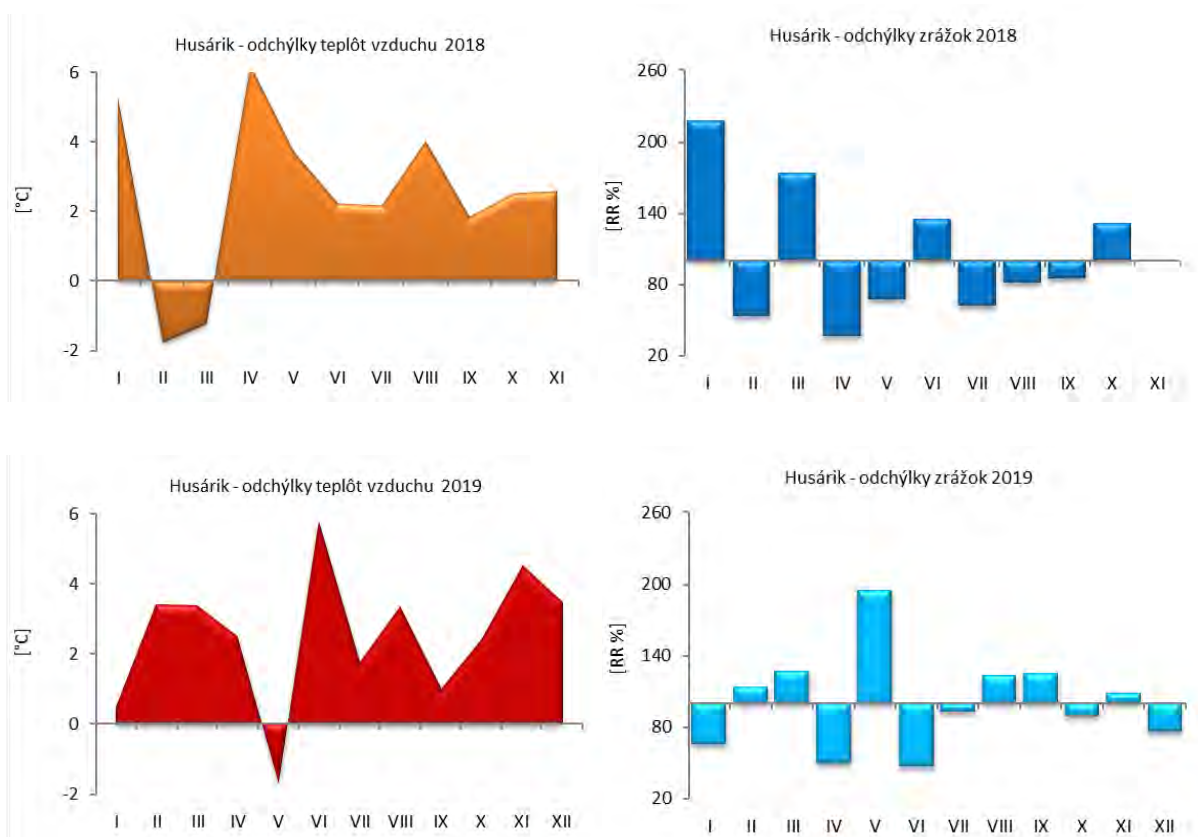 Husárik - odchýlky teplôt vzduchu 2018
6
4
2
0
-2
[°C]
I II III IV V VI VII VIII IX X XI
Husárik - odchýlky zrážok 2018
260
200
140
80
20
[RR %]
I II III IV V VI VII VIII IX X XI
Husárik - odchýlky teplôt vzduchu 2019
6
4
2
0
-2
[°C]
I II III IV V VI VII VIII IX X XI XII
Husárik - odchýlky zrážok 2019
260
200
140
80
20
[RR %]
I II III IV V VI VII VIII IX X XI XII